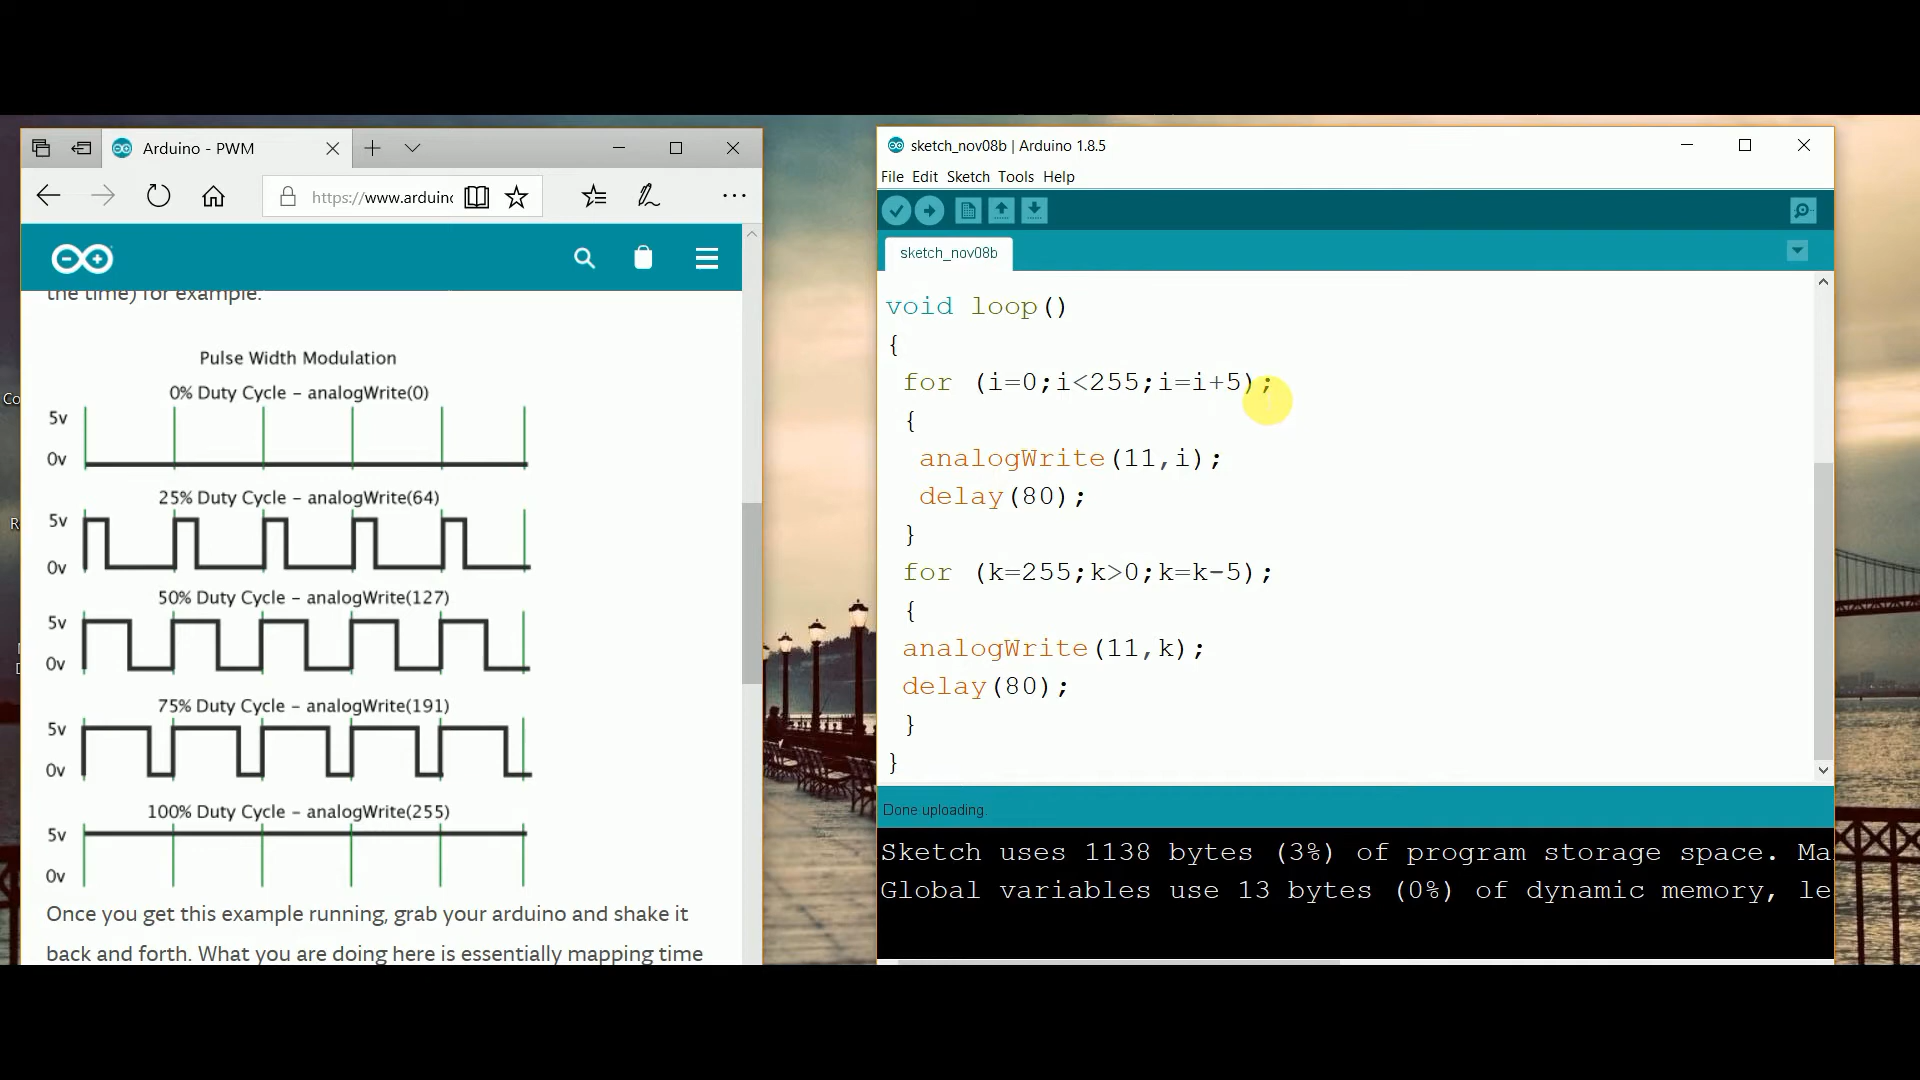 Arduino - PWM
https://www.arduinc
the time) for example.
Pulse Width Modulation
0% Duty Cycle – analogWrite(0)
5v
0v
25% Duty Cycle – analogWrite(64)
5v
0v
50% Duty Cycle – analogWrite(127)
5v
0v
75% Duty Cycle – analogWrite(191)
5v
0v
100% Duty Cycle – analogWrite(255)
5v
0v
Once you get this example running, grab your arduino and shake it
back and forth. What you are doing here is essentially mapping time
Co
R
sketch_nov08b | Arduino 1.8.5
File Edit Sketch Tools Help
sketch_nov08b
void loop()
{
for (i=0;i<255;i=i+5);
{
analogWrite(11,i);
delay(80);
}
for (k=255;k>0;k=k-5);
{
analogWrite(11,k);
delay(80);
}
}
Done uploading.
Sketch uses 1138 bytes (3%) of program storage space. Ma
Global variables use 13 bytes (0%) of dynamic memory, le